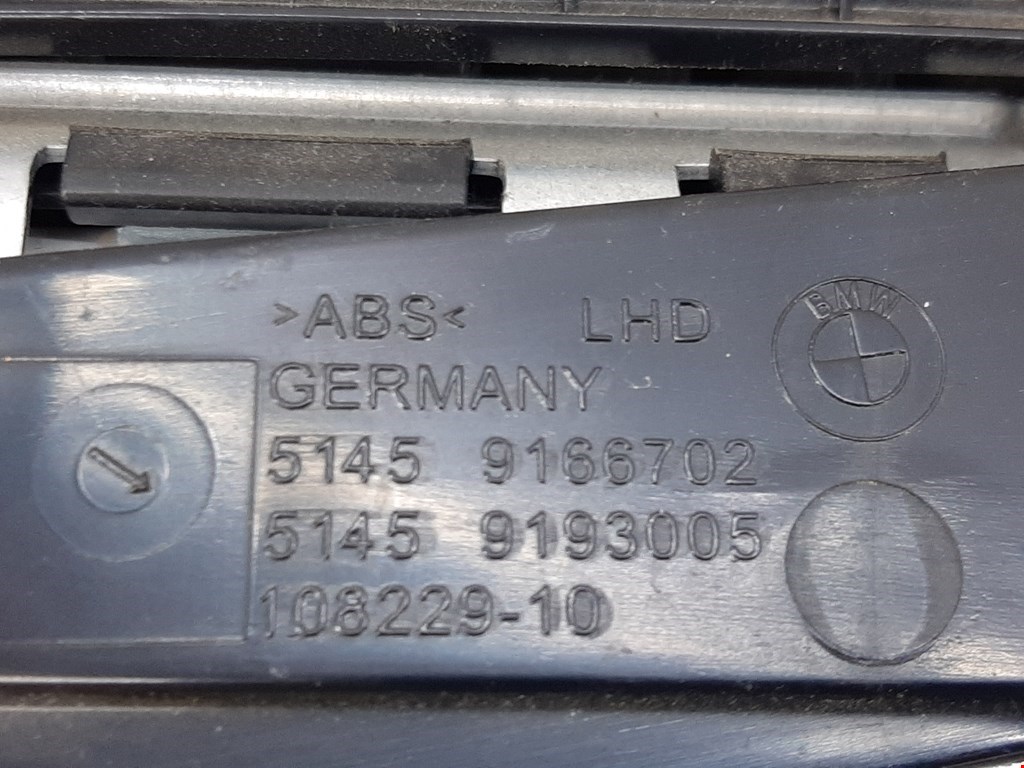 >ABS< LHD
BMW
GERMANY
5145 9166702
5145 9193005
108229-10